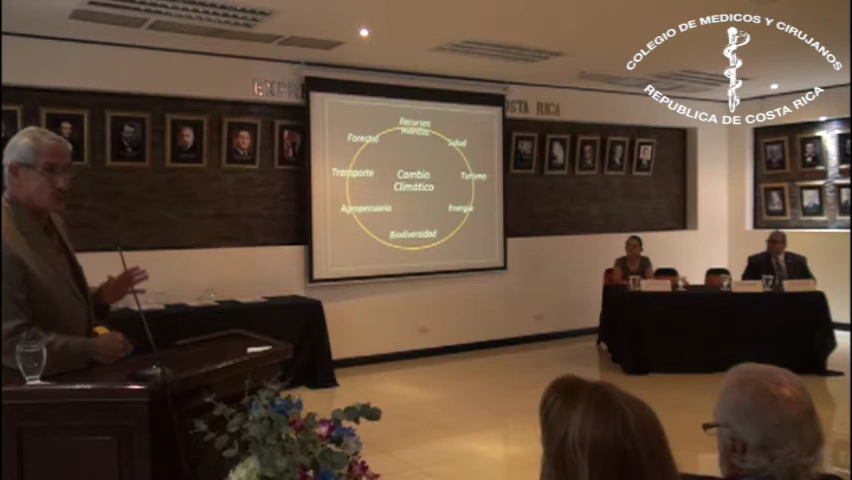 COLEGIO DE MEDICOS Y CIRUJANOS
REPUBLICA DE COSTA RICA
COSTA RICA
Recursos
Hídricos
Forestal
Salud
Transporte
Cambio
Climático
Turismo
Agropecuario
Energía
Biodiversidad